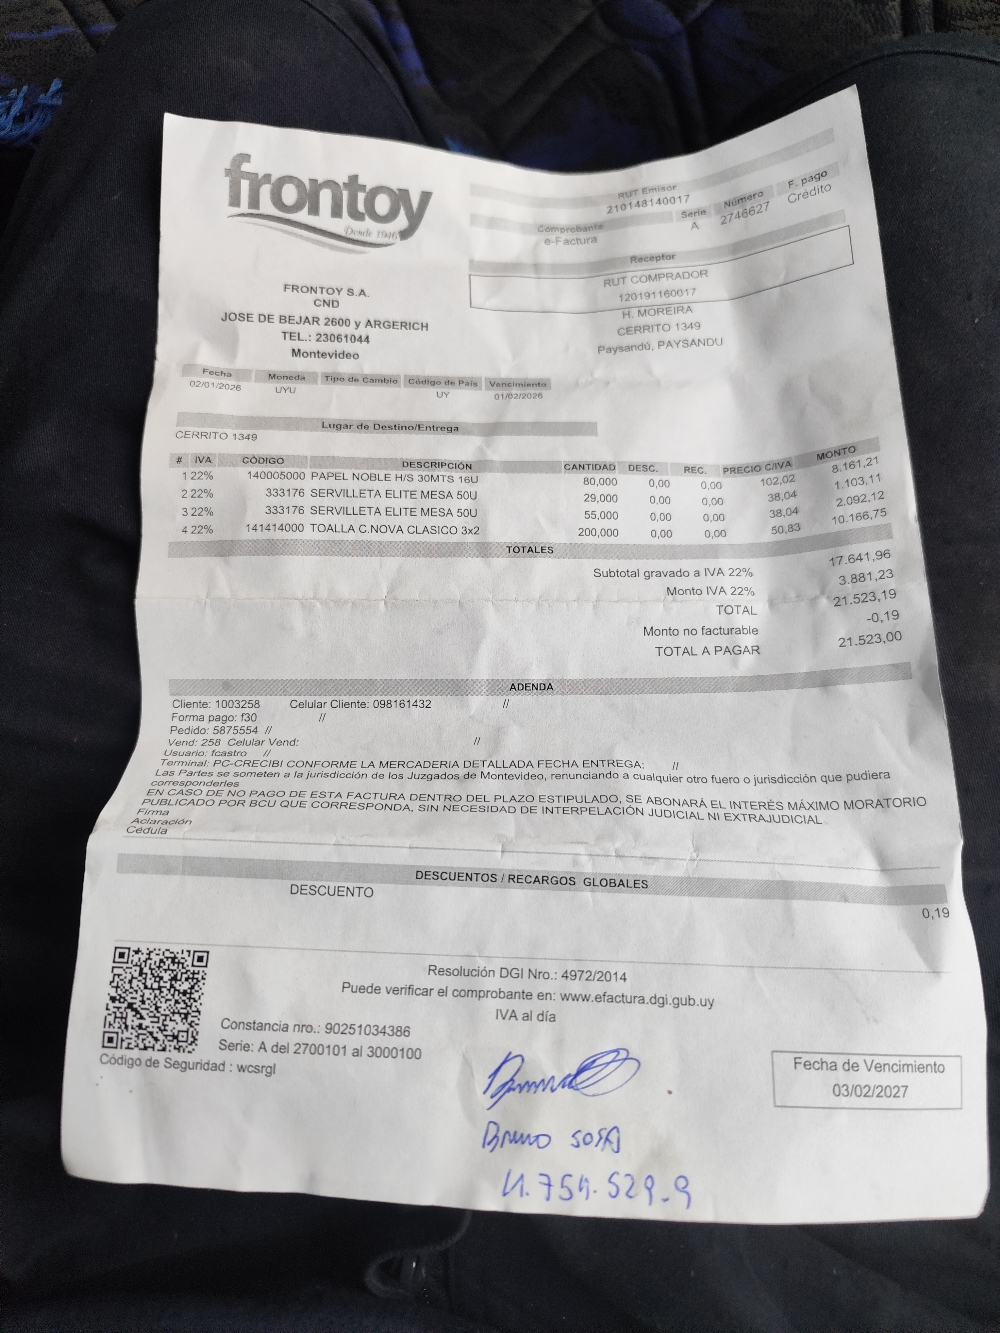 frontoy
Desde 1946
FRONTOY S.A.
CND
JOSE DE BEJAR 2600 y ARGERICH
TEL.: 23061044
Montevideo
RUT Emisor
210148140017
Comprobante Serie Número F. pago
e-Factura A 2746627 Crédito
Receptor
RUT COMPRADOR
120191160017
H. MOREIRA
CERRITO 1349
Paysandú, PAYSANDU
Fecha Moneda Tipo de Cambio Código de País Vencimiento
02/01/2026 UYU UY 01/02/2026
Lugar de Destino/Entrega
CERRITO 1349
# IVA CÓDIGO DESCRIPCIÓN CANTIDAD DESC. REC. PRECIO C/IVA MONTO
1 22% 140005000 PAPEL NOBLE H/S 30MTS 16U 80,000 0,00 0,00 102,02 8.161,21
2 22% 333176 SERVILLETA ELITE MESA 50U 29,000 0,00 0,00 38,04 1.103,11
3 22% 333176 SERVILLETA ELITE MESA 50U 55,000 0,00 0,00 38,04 2.092,12
4 22% 141414000 TOALLA C.NOVA CLASICO 3x2 200,000 0,00 0,00 50,83 10.166,75
TOTALES
Subtotal gravado a IVA 22% 17.641,96
Monto IVA 22% 3.881,23
TOTAL 21.523,19
Monto no facturable -0,19
TOTAL A PAGAR 21.523,00
ADENDA
Cliente: 1003258 Celular Cliente: 098161432 //
Forma pago: f30 //
Pedido: 5875554 //
Vend: 258 Celular Vend: //
Usuario: fcastro //
Terminal: PC-CRECIBI CONFORME LA MERCADERIA DETALLADA FECHA ENTREGA: //
Las Partes se someten a la jurisdicción de los Juzgados de Montevideo, renunciando a cualquier otro fuero o jurisdicción que pudiera
corresponderles
EN CASO DE NO PAGO DE ESTA FACTURA DENTRO DEL PLAZO ESTIPULADO, SE ABONARÁ EL INTERÉS MÁXIMO MORATORIO
PUBLICADO POR BCU QUE CORRESPONDA, SIN NECESIDAD DE INTERPELACIÓN JUDICIAL NI EXTRAJUDICIAL
Firma
Aclaración
Cédula
DESCUENTOS / RECARGOS GLOBALES
DESCUENTO 0,19
Resolución DGI Nro.: 4972/2014
Puede verificar el comprobante en: www.efactura.dgi.gub.uy
IVA al día
Constancia nro.: 90251034386
Serie: A del 2700101 al 3000100
Código de Seguridad : wcsrgl
Fecha de Vencimiento
03/02/2027
Bruno SOSA
4.754.529-9